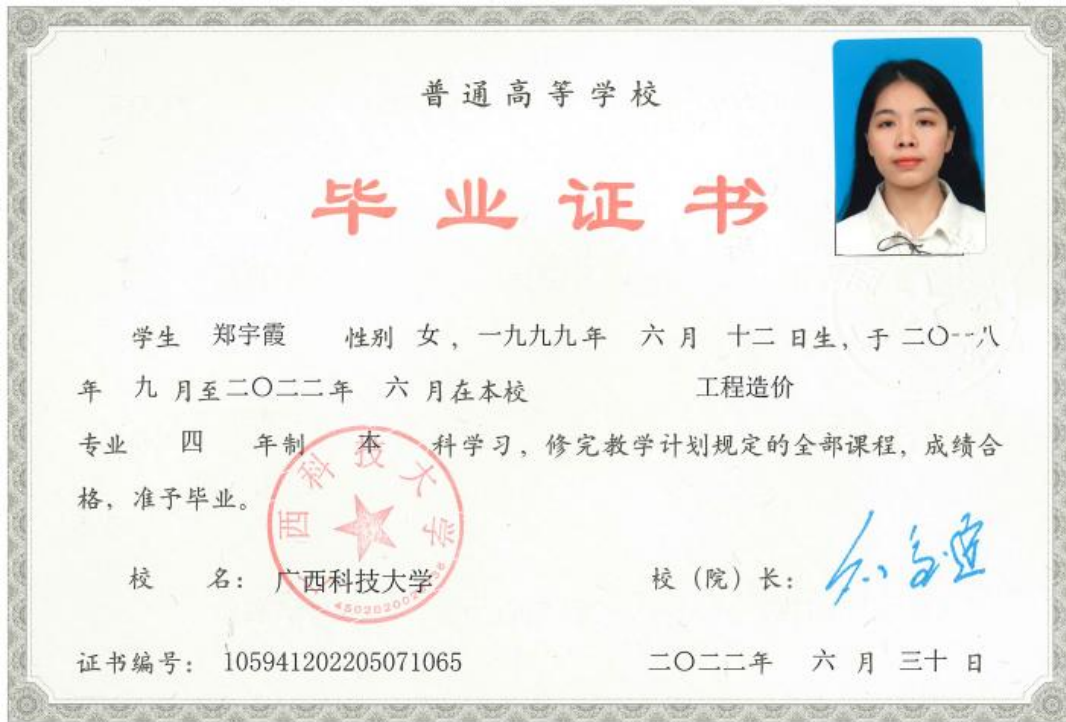 普通高等学校
毕业证书
学生 郑宇霞 性别 女，一九九九年 六 月 十二 日生，于 二〇一八
年 九 月至二〇二二年 六 月在本校 工程造价
专业 四 年制 本 科学习，修完教学计划规定的全部课程，成绩合
格，准予毕业。
西科技大学
校 名：广西科技大学 校（院）长：
证书编号：105941202205071065 二〇二二年 六 月 三十 日